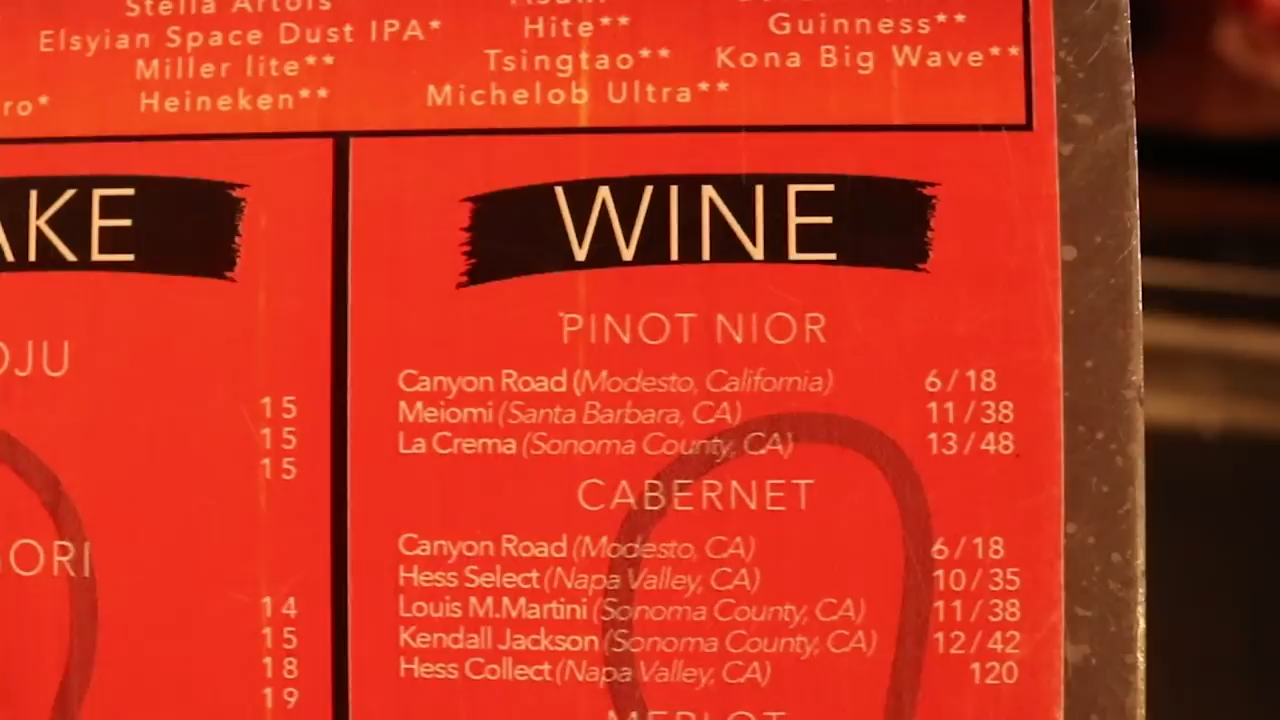 Stella Artois
Elsyian Space Dust IPA*
Miller lite**
Heineken**
Hite**
Tsingtao**
Michelob Ultra**
Guinness**
Kona Big Wave**
15
15
15
14
15
18
19
WINE
PINOT NIOR
Canyon Road (Modesto, California) 6/18
Meiomi (Santa Barbara, CA) 11/38
La Crema (Sonoma County, CA) 13/48
CABERNET
Canyon Road (Modesto, CA) 6/18
Hess Select (Napa Valley, CA) 10/35
Louis M.Martini (Sonoma County, CA) 11/38
Kendall Jackson (Sonoma County, CA) 12/42
Hess Collect (Napa Valley, CA) 120
MERLOT